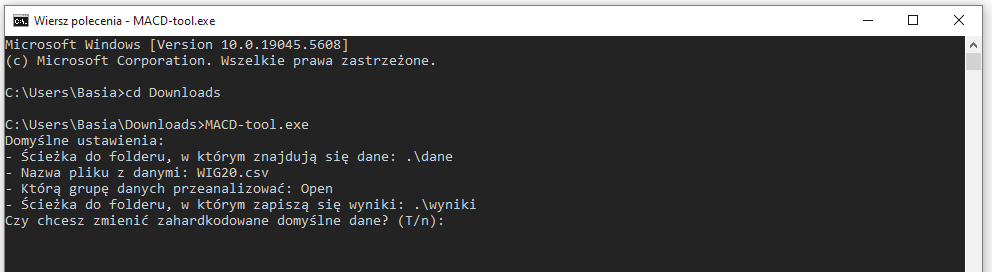 Wiersz polecenia - MACD-tool.exe
Microsoft Windows [Version 10.0.19045.5608]
(c) Microsoft Corporation. Wszelkie prawa zastrzeżone.
C:\Users\Basia>cd Downloads
C:\Users\Basia\Downloads>MACD-tool.exe
Domyślne ustawienia:
- Ścieżka do folderu, w którym znajdują się dane: .\dane
- Nazwa pliku z danymi: WIG20.csv
- Którą grupę danych przeanalizować: Open
- Ścieżka do folderu, w którym zapiszą się wyniki: .\wyniki
Czy chcesz zmienić zahardkodowane domyślne dane? (T/n):